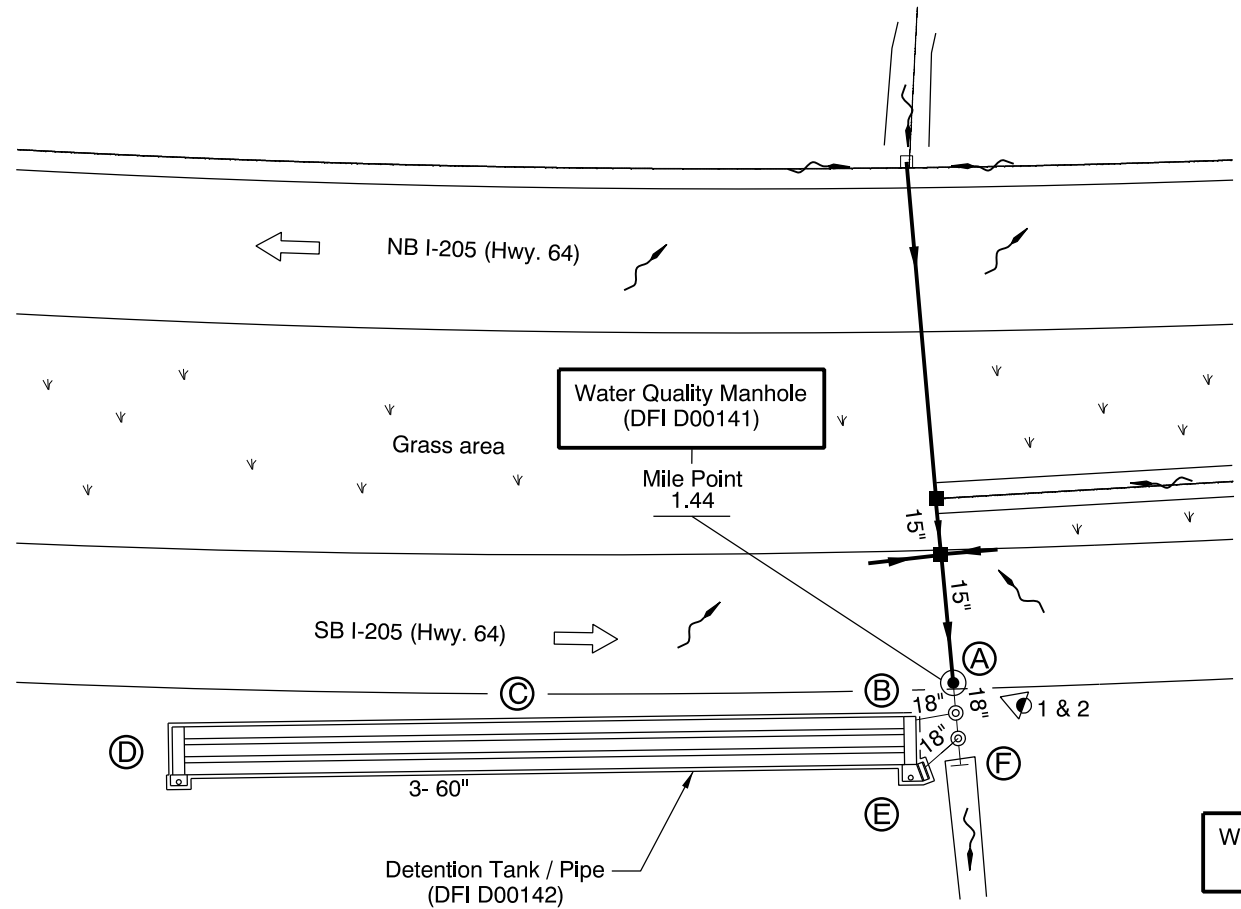 NB I-205 (Hwy. 64)
Water Quality Manhole
(DFI D00141)
Grass area
Mile Point
1.44
15"
15"
SB I-205 (Hwy. 64)
A
C
B
18"
18"
1 & 2
D
18"
F
3- 60"
E
W
Detention Tank / Pipe
(DFI D00142)